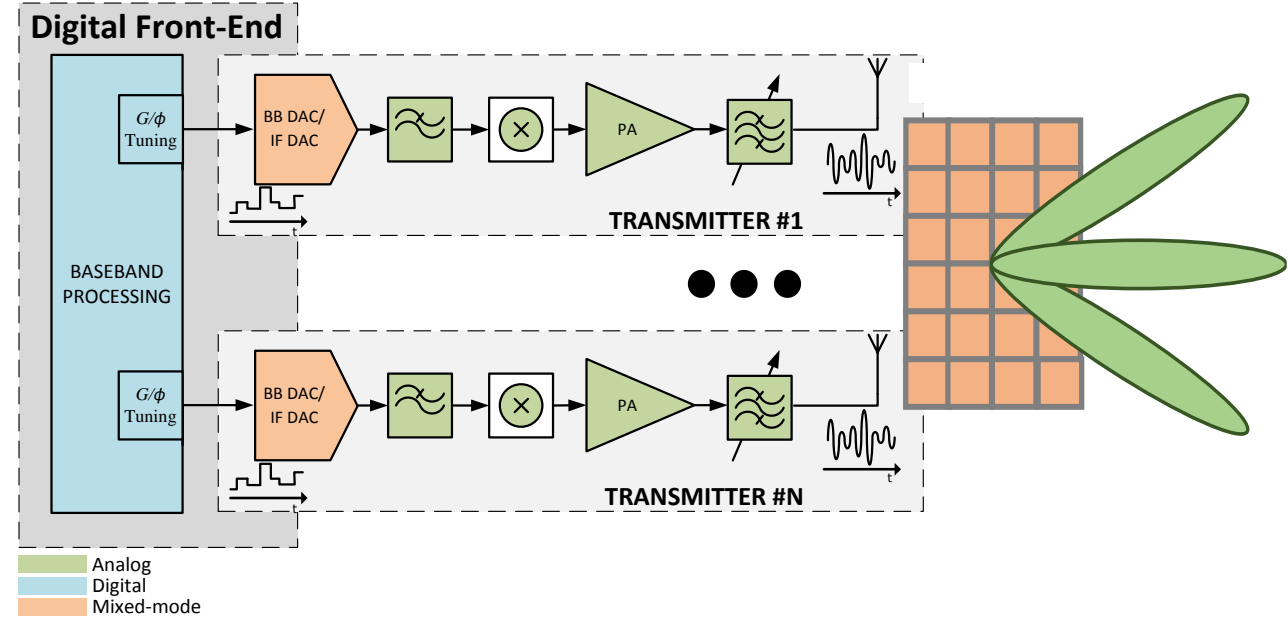 Digital Front-End
G/ϕ
Tuning
BB DAC/
IF DAC
PA
t
t
TRANSMITTER #1
BASEBAND
PROCESSING
G/ϕ
Tuning
BB DAC/
IF DAC
PA
t
t
TRANSMITTER #N
Analog
Digital
Mixed-mode